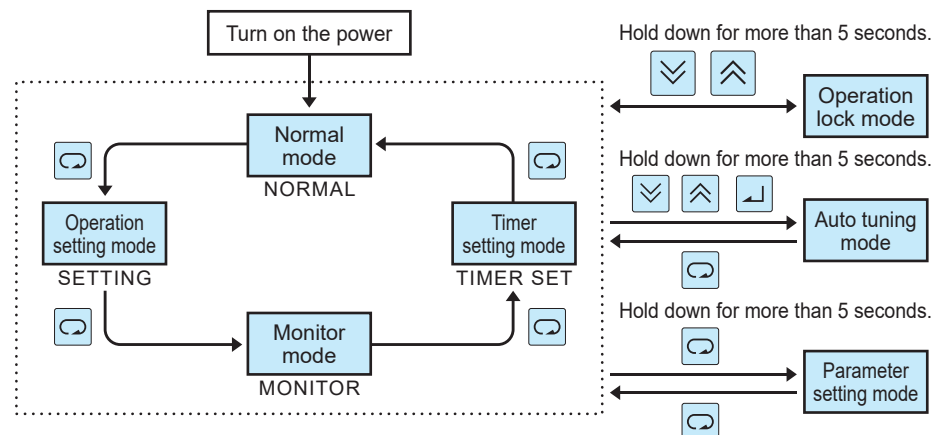 Turn on the power
Normal
mode
NORMAL
Operation
setting mode
SETTING
Timer
setting mode
TIMER SET
Monitor
mode
MONITOR
Hold down for more than 5 seconds.
Operation
lock mode
Hold down for more than 5 seconds.
Auto tuning
mode
Hold down for more than 5 seconds.
Parameter
setting mode